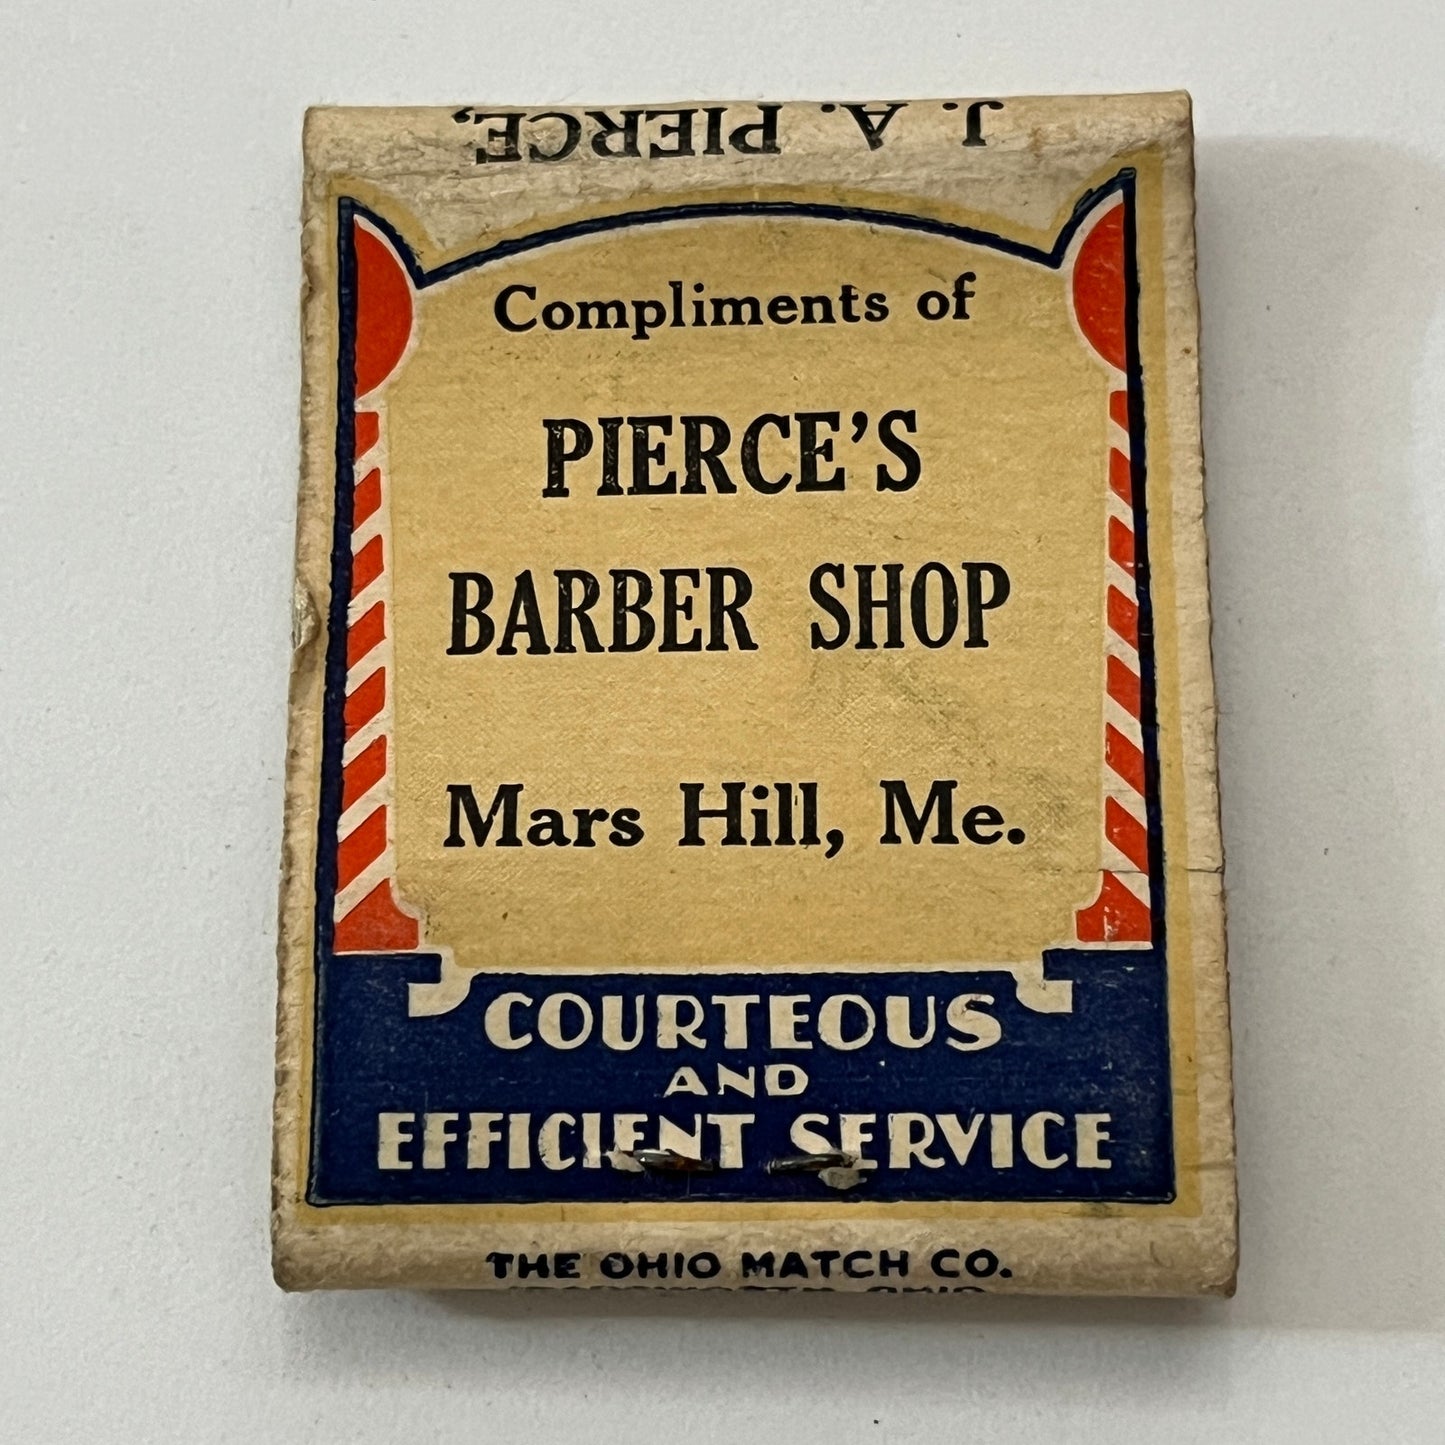 J. A. PIERCE,
Compliments of
PIERCE'S
BARBER SHOP
Mars Hill, Me.
COURTEOUS
AND
EFFICIENT SERVICE
THE OHIO MATCH CO.